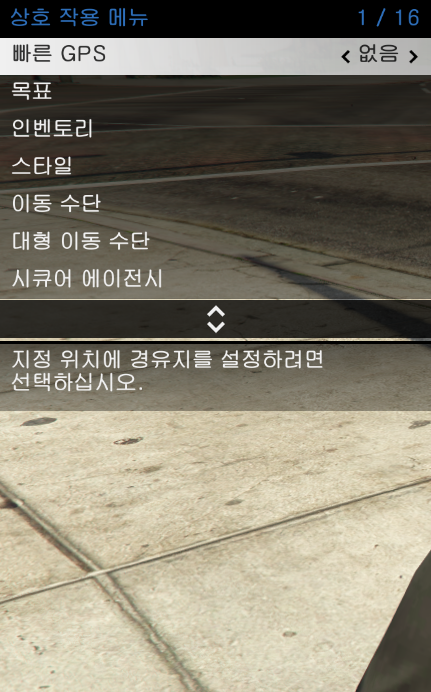 상호 작용 메뉴 1 / 16
빠른 GPS 없음
목표
인벤토리
스타일
이동 수단
대형 이동 수단
시큐어 에이전시
지정 위치에 경유지를 설정하려면
선택하십시오.